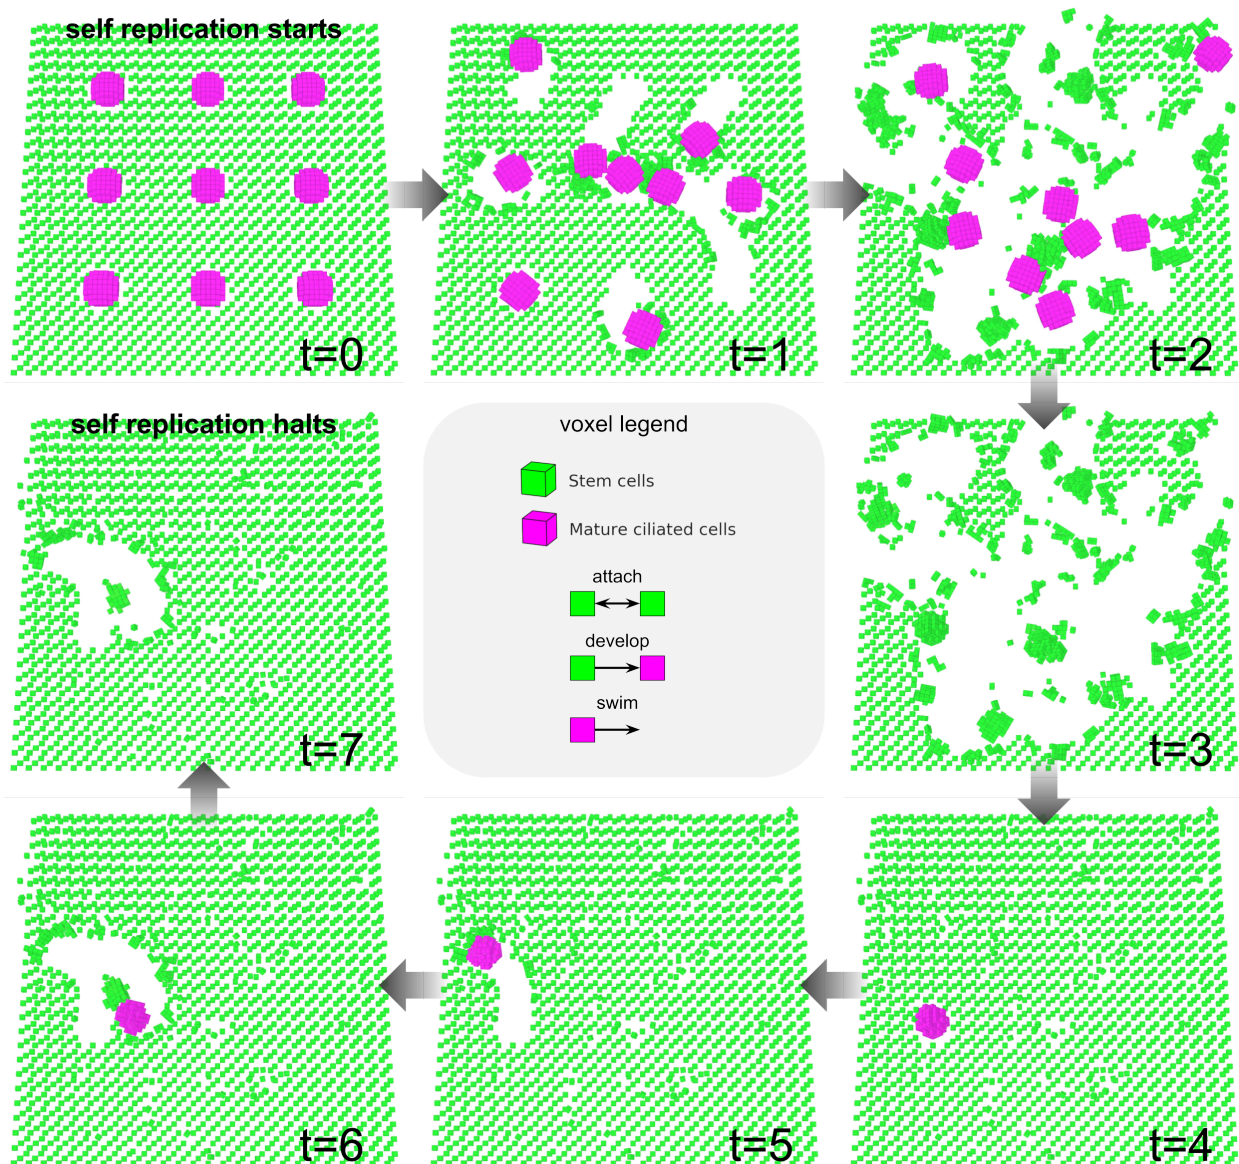 self replication starts
t=0
t=1
t=2
self replication halts
t=7
voxel legend
Stem cells
Mature ciliated cells
attach
develop
swim
t=3
t=6
t=5
t=4